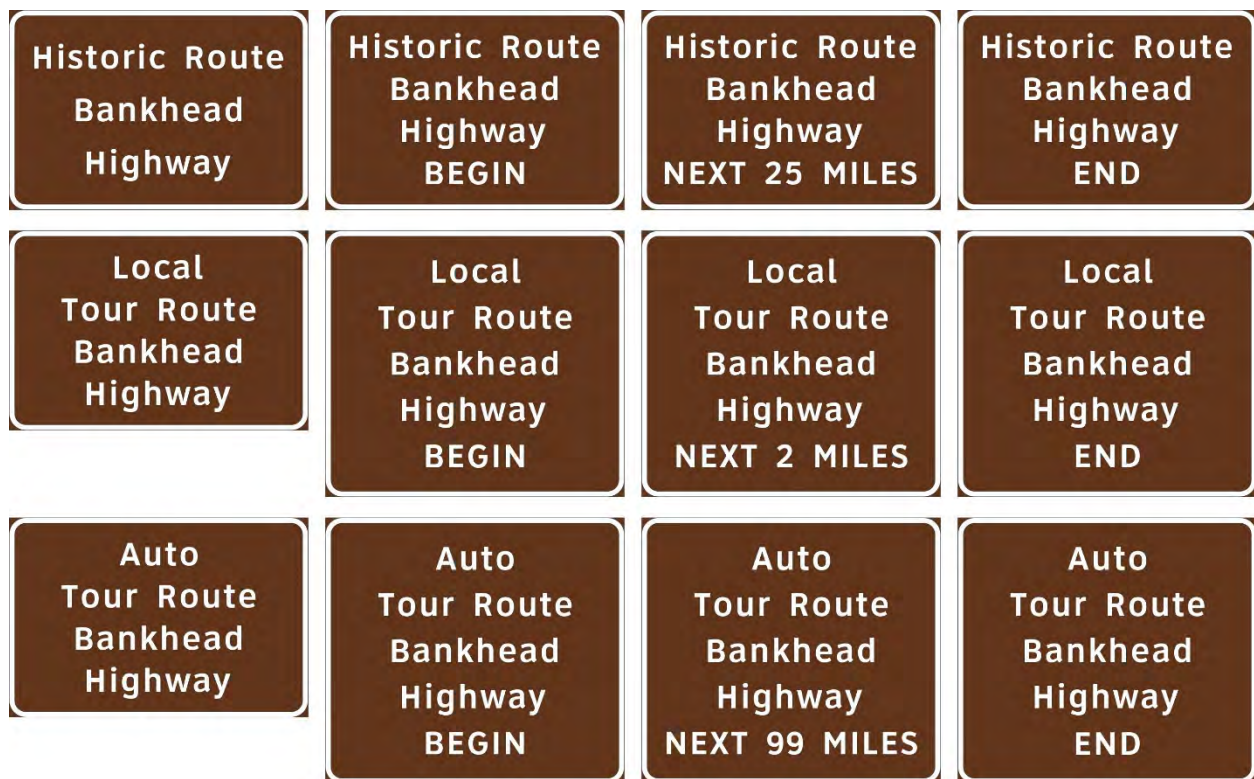 Historic Route
Bankhead
Highway
Historic Route
Bankhead
Highway
BEGIN
Historic Route
Bankhead
Highway
NEXT 25 MILES
Historic Route
Bankhead
Highway
END
Local
Tour Route
Bankhead
Highway
Local
Tour Route
Bankhead
Highway
BEGIN
Local
Tour Route
Bankhead
Highway
NEXT 2 MILES
Local
Tour Route
Bankhead
Highway
END
Auto
Tour Route
Bankhead
Highway
Auto
Tour Route
Bankhead
Highway
BEGIN
Auto
Tour Route
Bankhead
Highway
NEXT 99 MILES
Auto
Tour Route
Bankhead
Highway
END